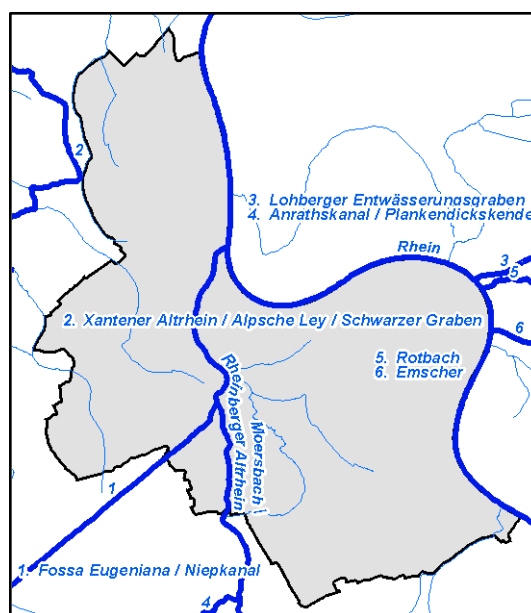 2
3. Lohberger Entwässerungsgraben
4. Anrathskanal / Plankendickskende
Rhein
3
5
2. Xantener Altrhein / Alpsche Ley / Schwarzer Graben
6
5. Rotbach
6. Emscher
Moersbach /
Rheinberger Altrhein
1
1. Fossa Eugeniana / Niepkanal
4